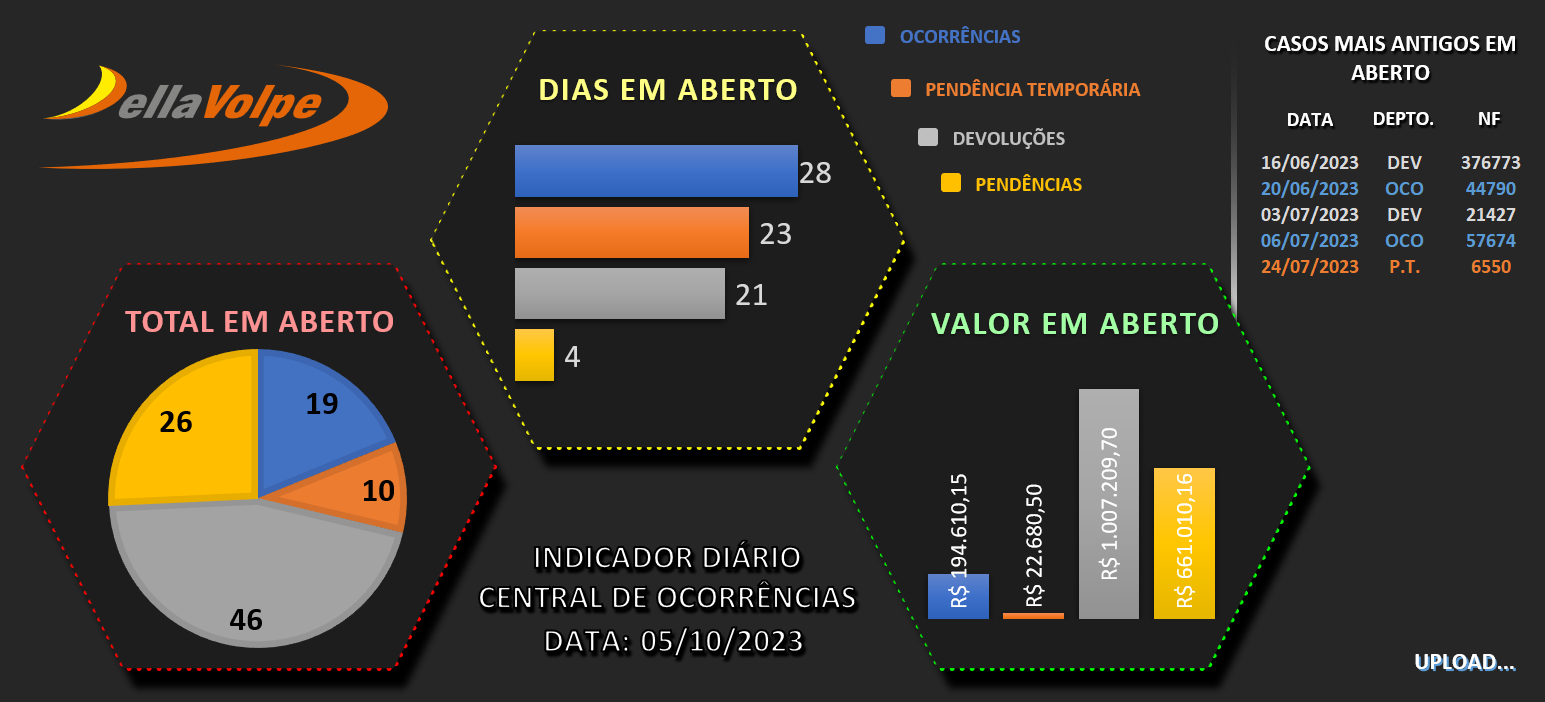 DellaVolpe
DIAS EM ABERTO
28
23
21
4
OCORRÊNCIAS
PENDÊNCIA TEMPORÁRIA
DEVOLUÇÕES
PENDÊNCIAS
CASOS MAIS ANTIGOS EM
ABERTO
DATA DEPTO. NF
16/06/2023 DEV 376773
20/06/2023 OCO 44790
03/07/2023 DEV 21427
06/07/2023 OCO 57674
24/07/2023 P.T. 6550
TOTAL EM ABERTO
19
10
46
26
VALOR EM ABERTO
R$ 194.610,15
R$ 22.680,50
R$ 1.007.209,70
R$ 661.010,16
INDICADOR DIÁRIO
CENTRAL DE OCORRÊNCIAS
DATA: 05/10/2023
UPLOAD...